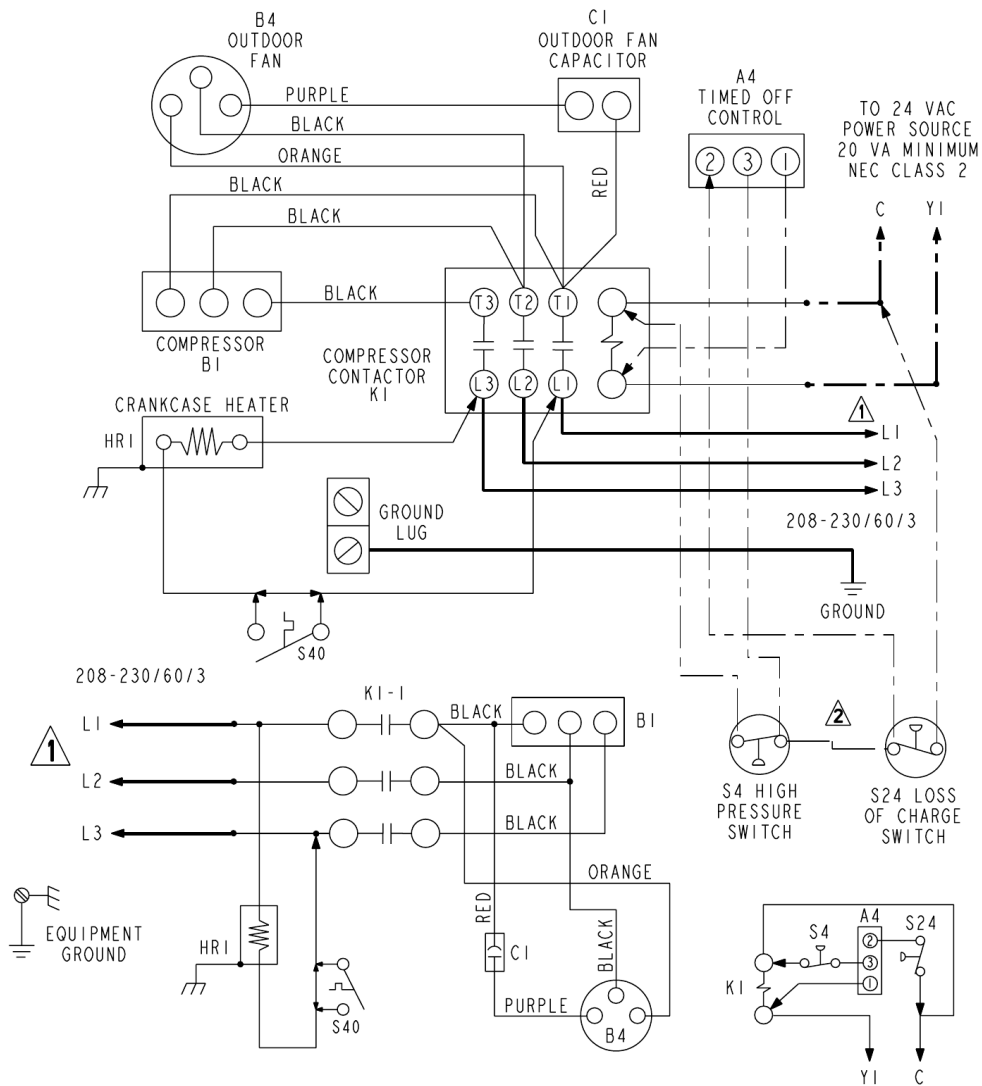 B4
OUTDOOR
FAN
C1
OUTDOOR FAN
CAPACITOR
A4
TIMED OFF
CONTROL
TO 24 VAC
POWER SOURCE
20 VA MINIMUM
NEC CLASS 2
PURPLE
BLACK
ORANGE
BLACK
BLACK
RED
2
3
1
C
Y1
BLACK
T3
T2
T1
COMPRESSOR
B1
COMPRESSOR
CONTACTOR
K1
L3
L2
L1
CRANKCASE HEATER
HR1
1
L1
L2
L3
208-230/60/3
GROUND
LUG
GROUND
S40
208-230/60/3
K1-1
L1
BLACK
B1
1
L2
BLACK
L3
BLACK
2
S4 HIGH
PRESSURE
SWITCH
S24 LOSS
OF CHARGE
SWITCH
ORANGE
RED
BLACK
EQUIPMENT
GROUND
HR1
C1
PURPLE
B4
S40
S4
A4
S24
2
3
1
K1
Y1
C